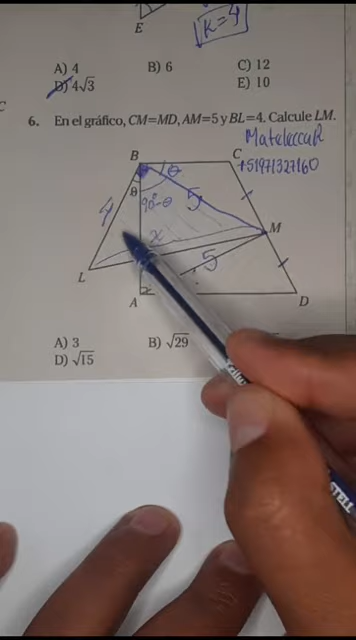 E
K=4
A) 4
B) 6
C) 12
D) 4√3
E) 10
6. En el gráfico, CM=MD, AM=5 y BL=4. Calcule LM.
MateleccaR
+51971327160
B
C
θ
θ
90°-θ
5
4
x
M
5
L
A
D
A) 3
B) √29
D) √15